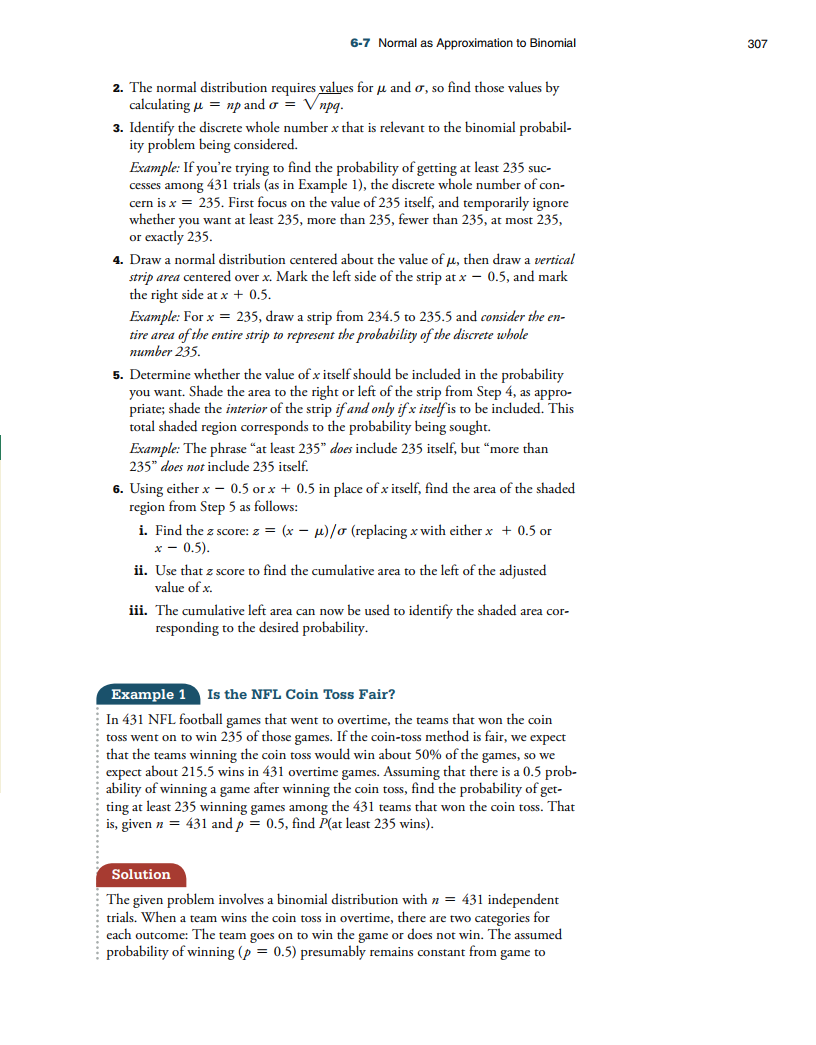 6-7 Normal as Approximation to Binomial 307
2. The normal distribution requires values for μ and σ, so find those values by
calculating μ = np and σ = √npq.
3. Identify the discrete whole number x that is relevant to the binomial probabil-
ity problem being considered.
Example: If you’re trying to find the probability of getting at least 235 suc-
cesses among 431 trials (as in Example 1), the discrete whole number of con-
cern is x = 235. First focus on the value of 235 itself, and temporarily ignore
whether you want at least 235, more than 235, fewer than 235, at most 235,
or exactly 235.
4. Draw a normal distribution centered about the value of μ, then draw a vertical
strip area centered over x. Mark the left side of the strip at x − 0.5, and mark
the right side at x + 0.5.
Example: For x = 235, draw a strip from 234.5 to 235.5 and consider the en-
tire area of the entire strip to represent the probability of the discrete whole
number 235.
5. Determine whether the value of x itself should be included in the probability
you want. Shade the area to the right or left of the strip from Step 4, as appro-
priate; shade the interior of the strip if and only if x itself is to be included. This
total shaded region corresponds to the probability being sought.
Example: The phrase “at least 235” does include 235 itself, but “more than
235” does not include 235 itself.
6. Using either x − 0.5 or x + 0.5 in place of x itself, find the area of the shaded
region from Step 5 as follows:
i. Find the z score: z = (x − μ)/σ (replacing x with either x + 0.5 or
x − 0.5).
ii. Use that z score to find the cumulative area to the left of the adjusted
value of x.
iii. The cumulative left area can now be used to identify the shaded area cor-
responding to the desired probability.
Example 1 Is the NFL Coin Toss Fair?
In 431 NFL football games that went to overtime, the teams that won the coin
toss went on to win 235 of those games. If the coin-toss method is fair, we expect
that the teams winning the coin toss would win about 50% of the games, so we
expect about 215.5 wins in 431 overtime games. Assuming that there is a 0.5 prob-
ability of winning a game after winning the coin toss, find the probability of get-
ting at least 235 winning games among the 431 teams that won the coin toss. That
is, given n = 431 and p = 0.5, find P(at least 235 wins).
Solution
The given problem involves a binomial distribution with n = 431 independent
trials. When a team wins the coin toss in overtime, there are two categories for
each outcome: The team goes on to win the game or does not win. The assumed
probability of winning (p = 0.5) presumably remains constant from game to